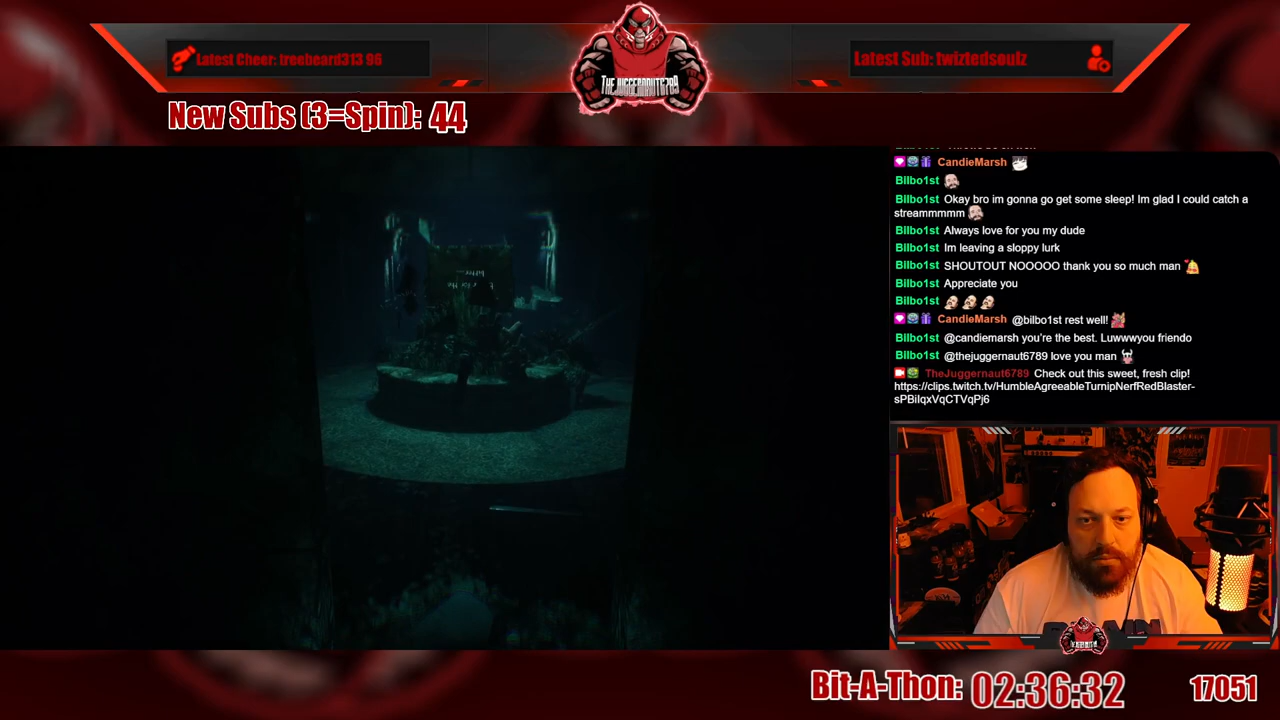 Latest Cheer: treebeard313 96
THEJUGGERNAUT6789
Latest Sub: twiztedsoulz
New Subs (3=Spin): 44
CandieMarsh
Bilbo1st
Bilbo1st Okay bro im gonna go get some sleep! Im glad I could catch a
streammmmm
Bilbo1st Always love for you my dude
Bilbo1st Im leaving a sloppy lurk
Bilbo1st SHOUTOUT NOOOOO thank you so much man
Bilbo1st Appreciate you
Bilbo1st
CandieMarsh @bilbo1st rest well!
Bilbo1st @candiemarsh you're the best. Luwwwyou friendo
Bilbo1st @thejuggernaut6789 love you man
TheJuggernaut6789 Check out this sweet, fresh clip!
https://clips.twitch.tv/HumbleAgreeableTurnipNerfRedBlaster-
sPBiIqxVqCTVqPj6
Bit-A-Thon: 02:36:32 17051